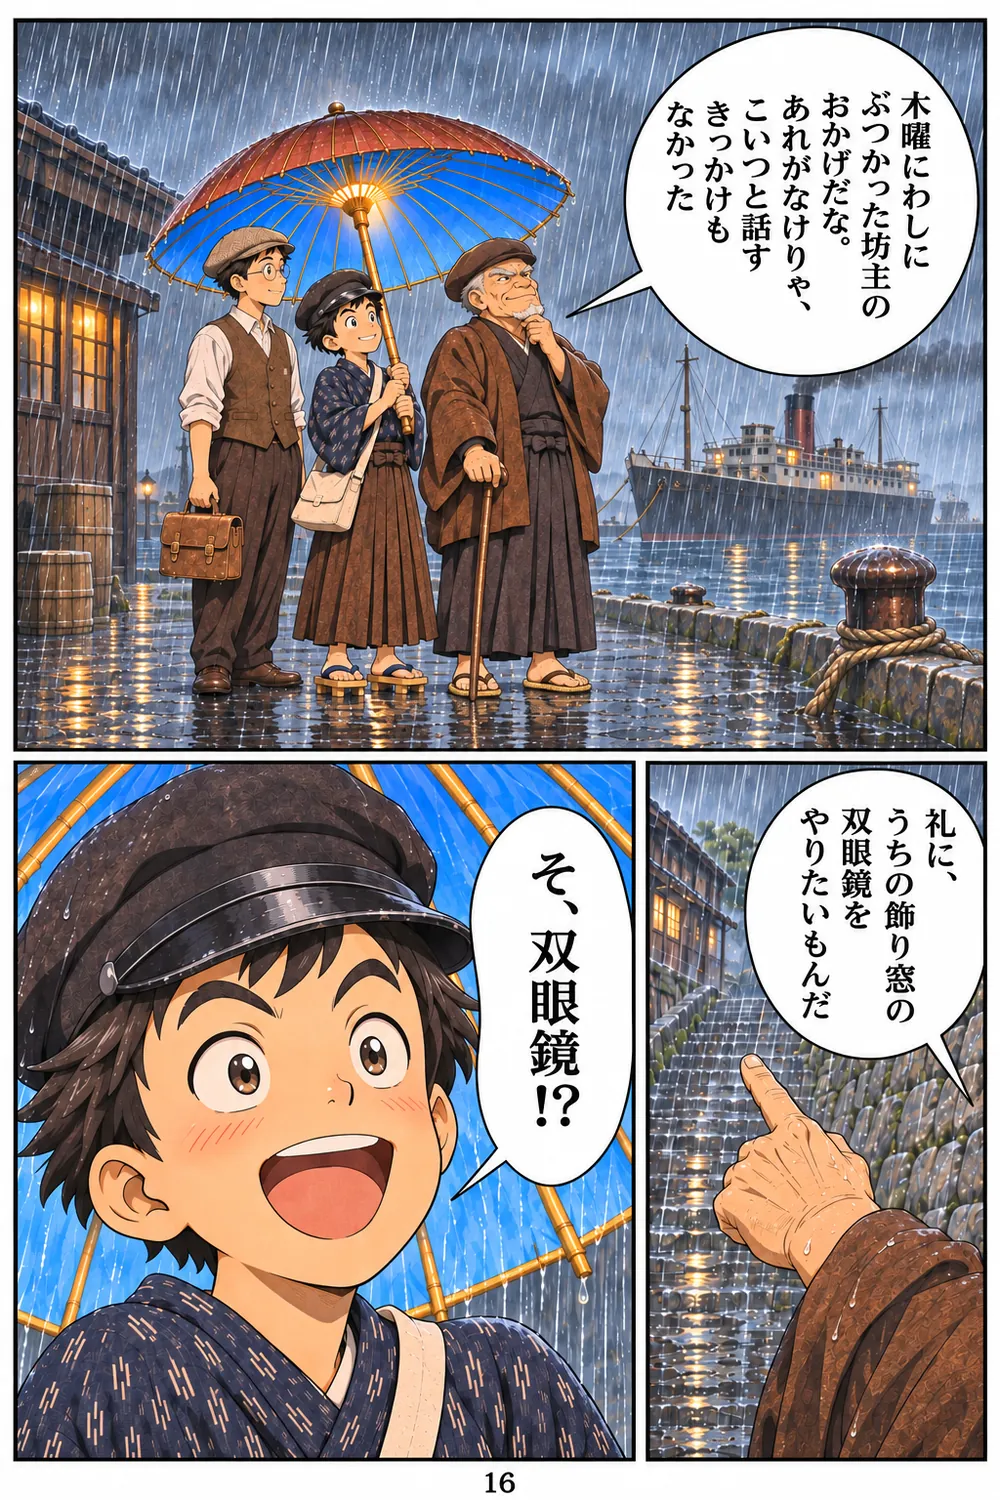 木曜にわしに
ぶつかった坊主の
おかげだな。
あれがなけりゃ、
こいつと話す
きっかけも
なかった
礼に、
うちの飾り窓の
双眼鏡を
やりたいもんだ
そ、双眼鏡!?
16